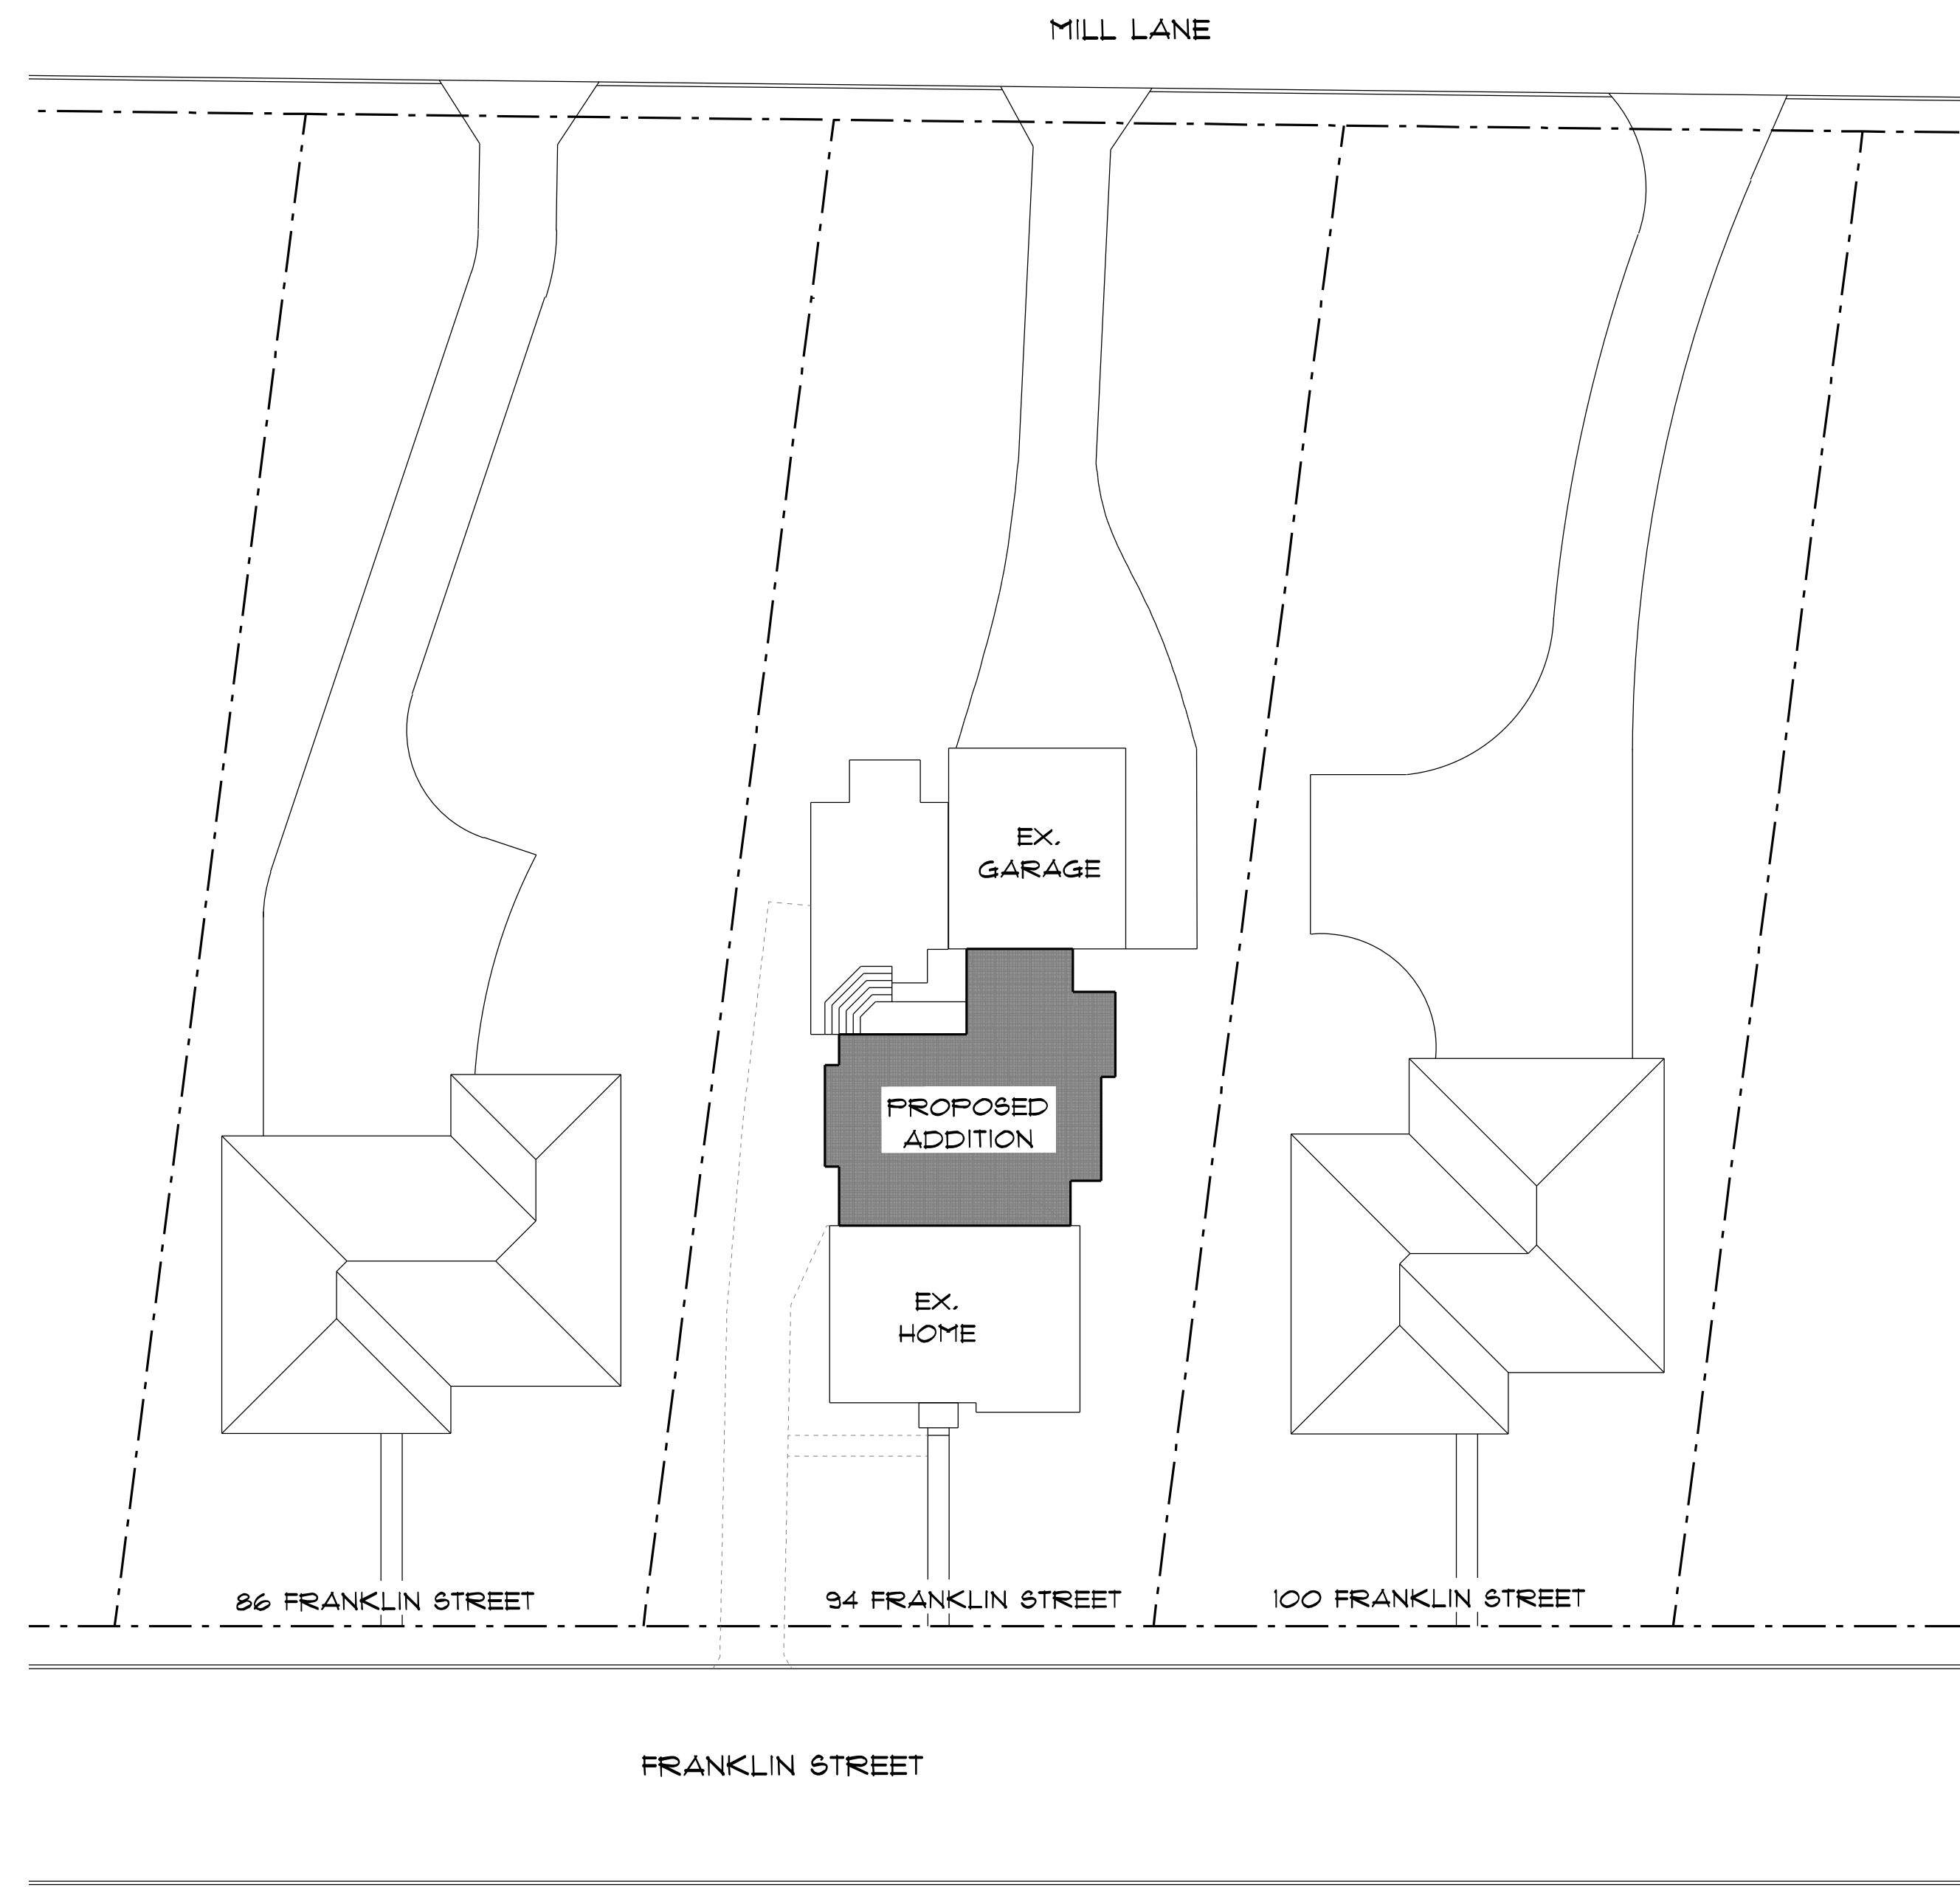 MILL LANE
EX.
GARAGE
PROPOSED
ADDITION
EX.
HOME
86 FRANKLIN STREET
94 FRANKLIN STREET
100 FRANKLIN STREET
FRANKLIN STREET